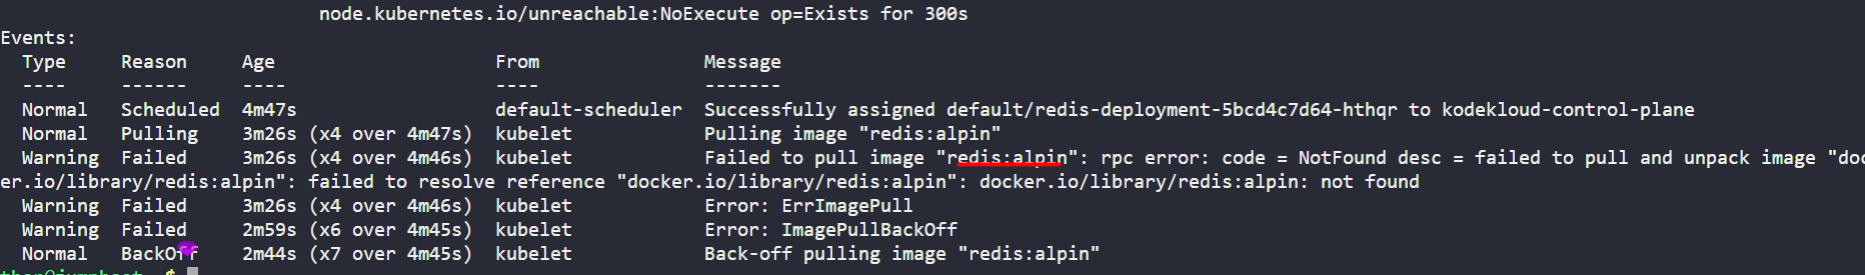 node.kubernetes.io/unreachable:NoExecute op=Exists for 300s
Events:
Type Reason Age From Message
---- ------ ---- ---- -------
Normal Scheduled 4m47s default-scheduler Successfully assigned default/redis-deployment-5bcd4c7d64-hthqr to kodekloud-control-plane
Normal Pulling 3m26s (x4 over 4m47s) kubelet Pulling image "redis:alpin"
Warning Failed 3m26s (x4 over 4m46s) kubelet Failed to pull image "redis:alpin": rpc error: code = NotFound desc = failed to pull and unpack image "doc
er.io/library/redis:alpin": failed to resolve reference "docker.io/library/redis:alpin": docker.io/library/redis:alpin: not found
Warning Failed 3m26s (x4 over 4m46s) kubelet Error: ErrImagePull
Warning Failed 2m59s (x6 over 4m45s) kubelet Error: ImagePullBackOff
Normal BackOff 2m44s (x7 over 4m45s) kubelet Back-off pulling image "redis:alpin"